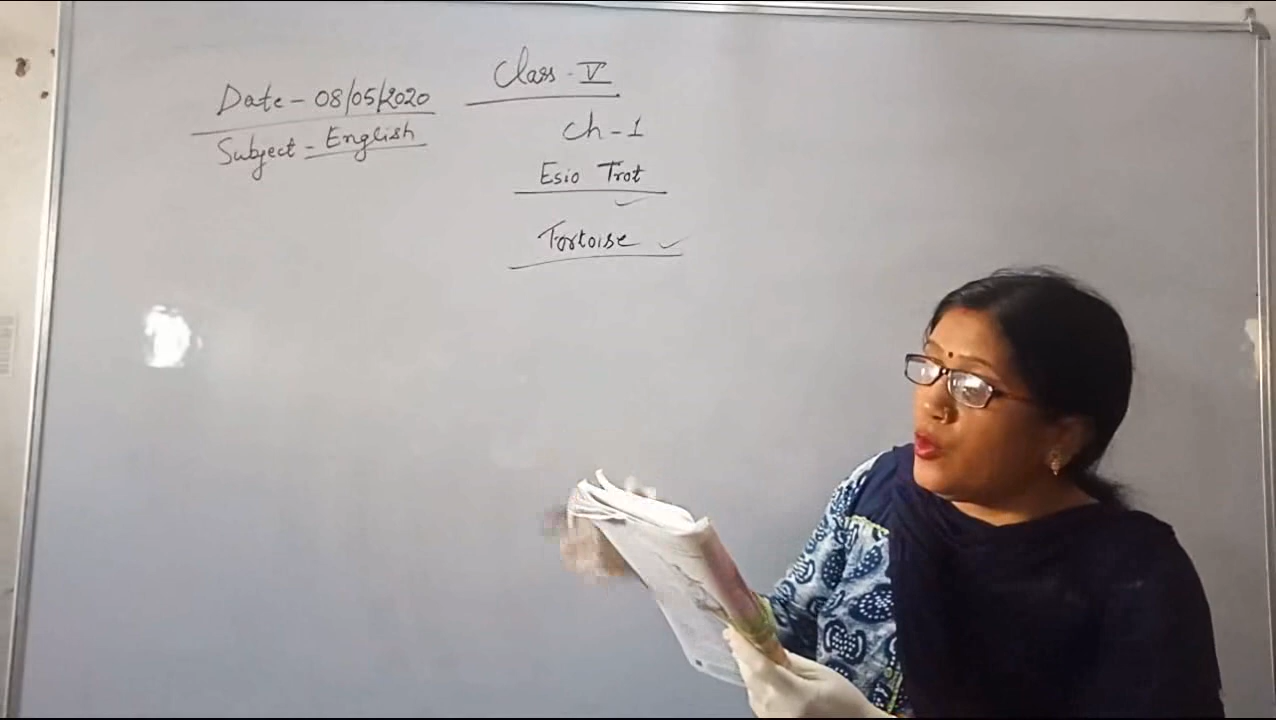 Date - 08/05/2020
Subject - English
Class - V
Ch - 1
Esio Trot
Tortoise